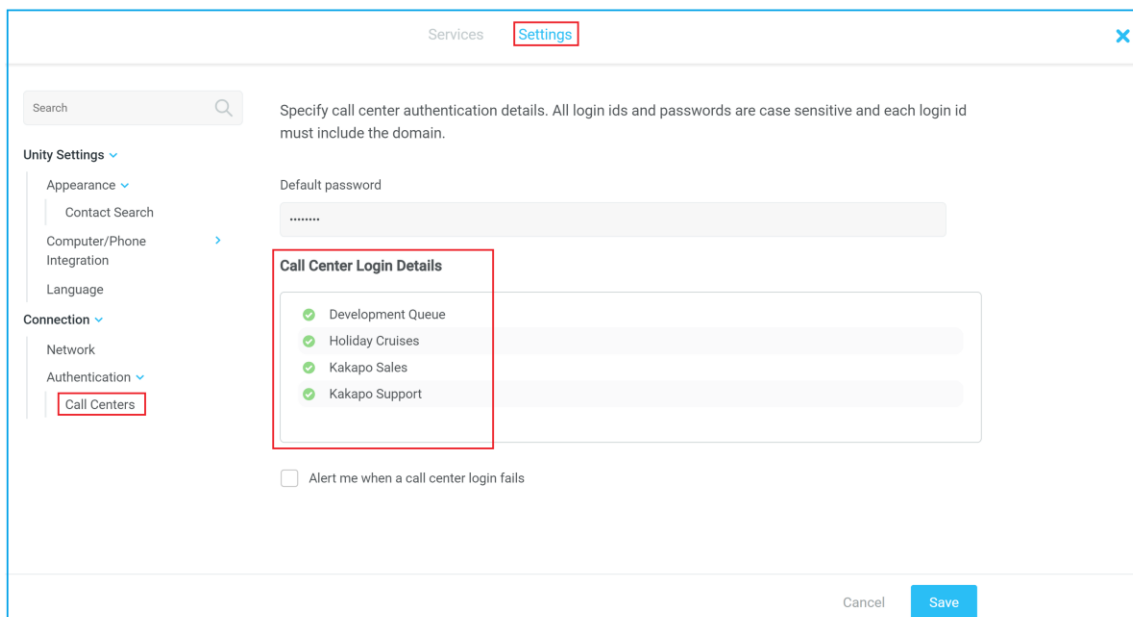 Services Settings
Search
Unity Settings
Appearance
Contact Search
Computer/Phone
Integration
Language
Connection
Network
Authentication
Call Centers
Specify call center authentication details. All login ids and passwords are case sensitive and each login id
must include the domain.
Default password
••••••••
Call Center Login Details
Development Queue
Holiday Cruises
Kakapo Sales
Kakapo Support
Alert me when a call center login fails
Cancel Save